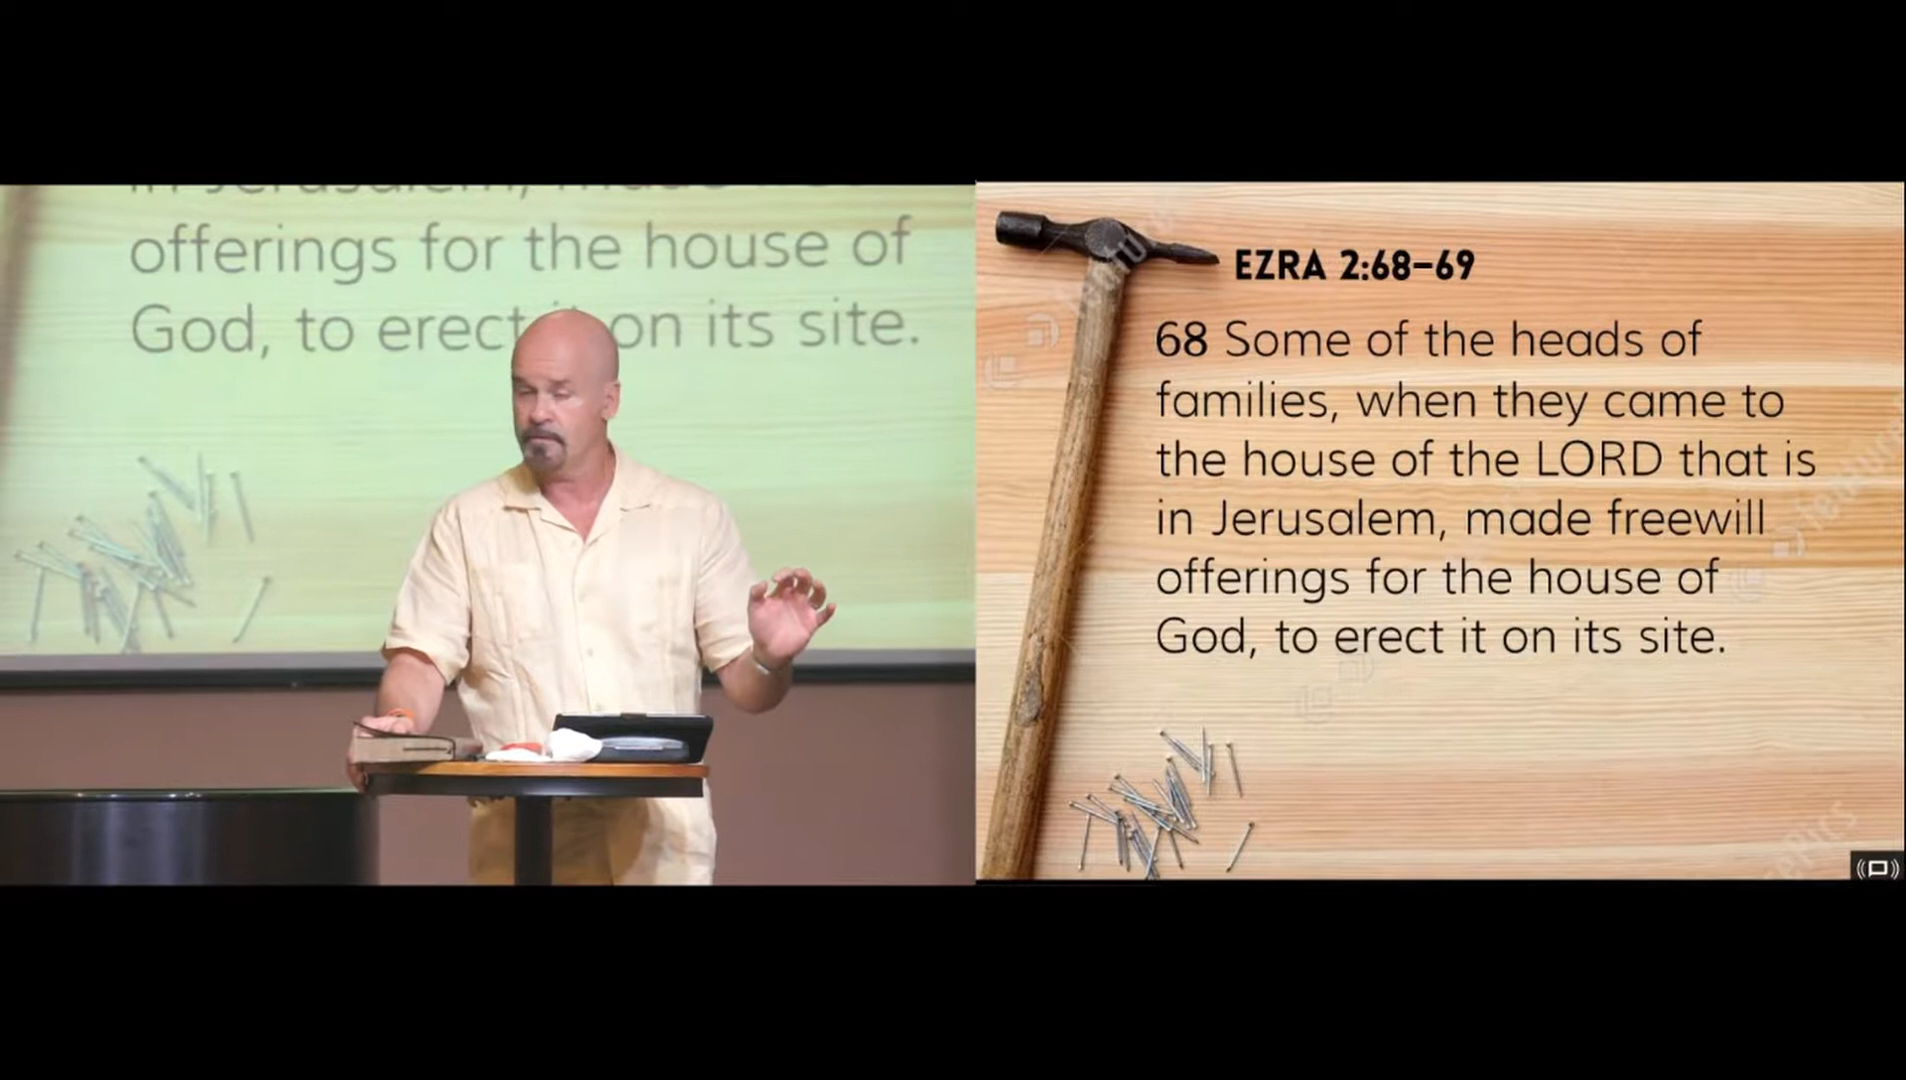 in Jerusalem,
offerings for the house of
God, to erect it on its site.
EZRA 2:68–69
68 Some of the heads of
families, when they came to
the house of the LORD that is
in Jerusalem, made freewill
offerings for the house of
God, to erect it on its site.